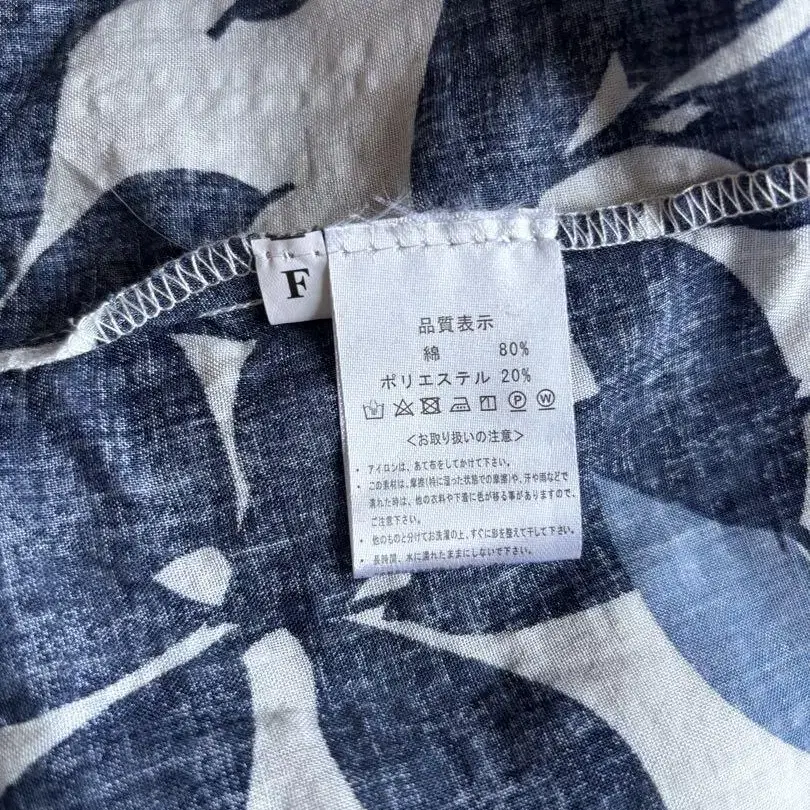 F
品質表示
綿 80%
ポリエステル 20%
P W
<お取り扱いの注意>
・アイロンは、あて布をしてかけて下さい。
・この素材は、摩擦(特に湿った状態での摩擦)や、汗や雨などで
濡れた時は、他の衣料や下着に色が移る事がありますので、
ご注意下さい。
・他のものと分けてお洗濯の上、すぐに形を整えて干して下さい。
・長時間、水に濡れたままにしないで下さい。